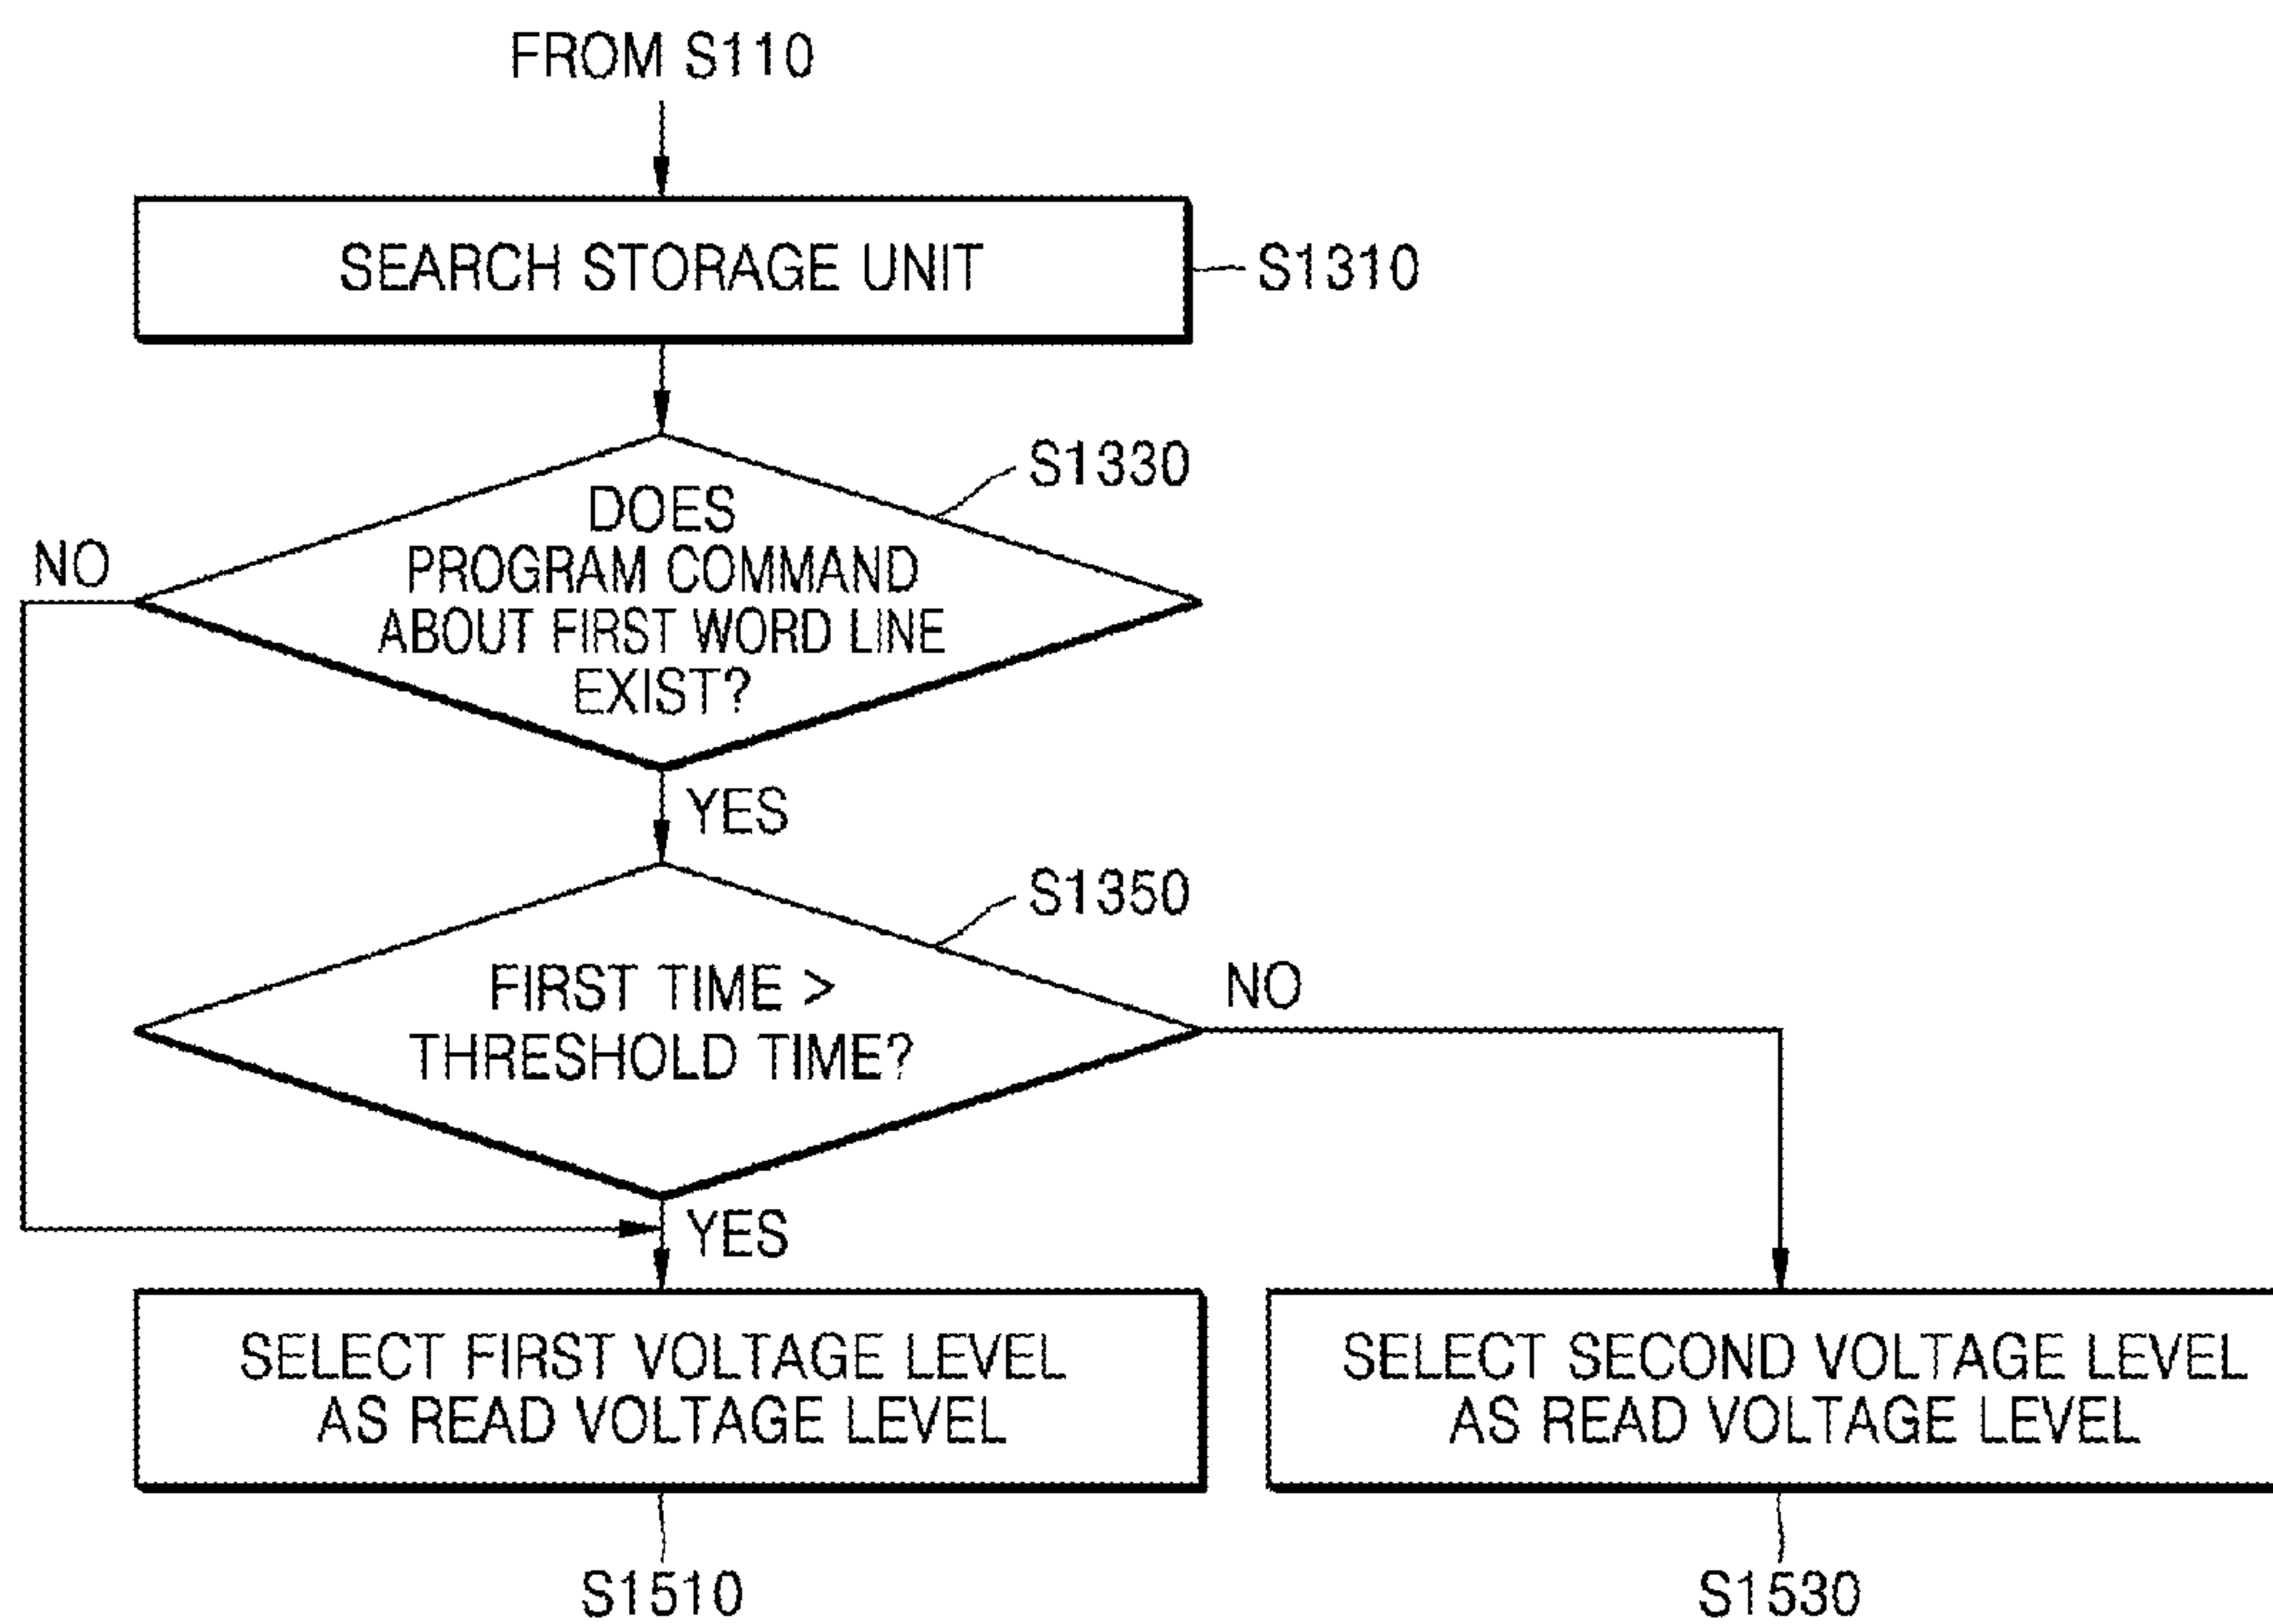 FROM S110
SEARCH STORAGE UNIT
S1310
S1330
DOES
PROGRAM COMMAND
ABOUT FIRST WORD LINE
EXIST?
NO
YES
S1350
FIRST TIME >
THRESHOLD TIME?
NO
YES
SELECT FIRST VOLTAGE LEVEL
AS READ VOLTAGE LEVEL
SELECT SECOND VOLTAGE LEVEL
AS READ VOLTAGE LEVEL
S1510
S1530